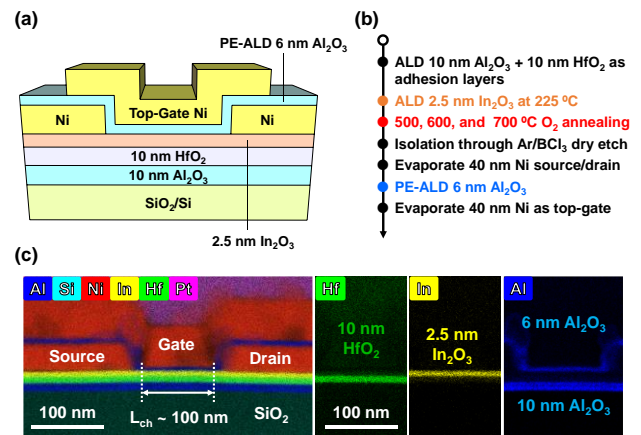 (a)
PE-ALD 6 nm Al₂O₃
Top-Gate Ni
Ni
Ni
10 nm HfO₂
10 nm Al₂O₃
SiO₂/Si
2.5 nm In₂O₃
(b)
ALD 10 nm Al₂O₃ + 10 nm HfO₂ as
adhesion layers
ALD 2.5 nm In₂O₃ at 225 ⁰C
500, 600, and 700 ⁰C O₂ annealing
Isolation through Ar/BCl₃ dry etch
Evaporate 40 nm Ni source/drain
PE-ALD 6 nm Al₂O₃
Evaporate 40 nm Ni as top-gate
(c)
Al Si Ni In Hf Pt
Source
Gate
Drain
100 nm
L_ch ~ 100 nm
SiO₂
Hf
10 nm
HfO₂
100 nm
In
2.5 nm
In₂O₃
Al
6 nm Al₂O₃
10 nm Al₂O₃